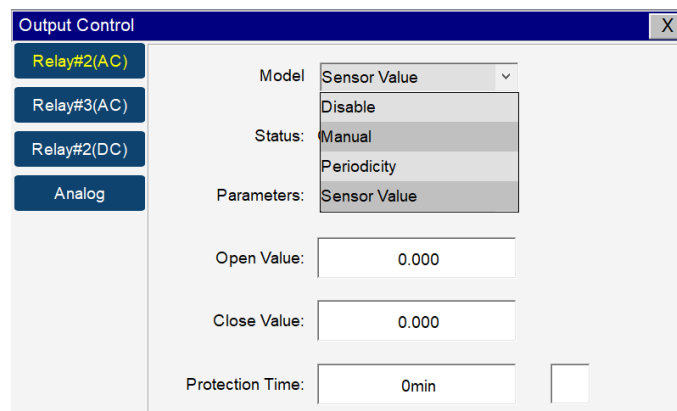 Output Control
X
Relay#2(AC)
Relay#3(AC)
Relay#2(DC)
Analog
Model
Sensor Value
Disable
Manual
Periodicity
Sensor Value
Status:
Parameters:
Open Value:
0.000
Close Value:
0.000
Protection Time:
0min